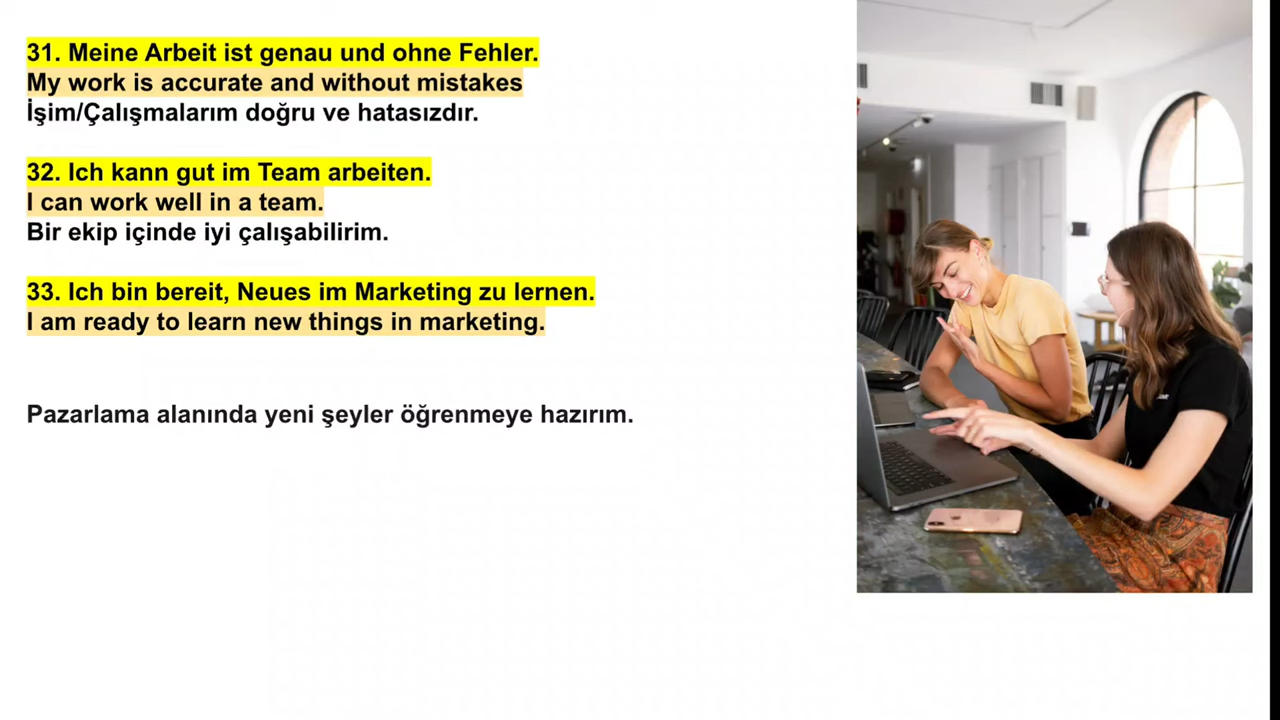 31. Meine Arbeit ist genau und ohne Fehler.
My work is accurate and without mistakes
İşim/Çalışmalarım doğru ve hatasızdır.
32. Ich kann gut im Team arbeiten.
I can work well in a team.
Bir ekip içinde iyi çalışabilirim.
33. Ich bin bereit, Neues im Marketing zu lernen.
I am ready to learn new things in marketing.
Pazarlama alanında yeni şeyler öğrenmeye hazırım.